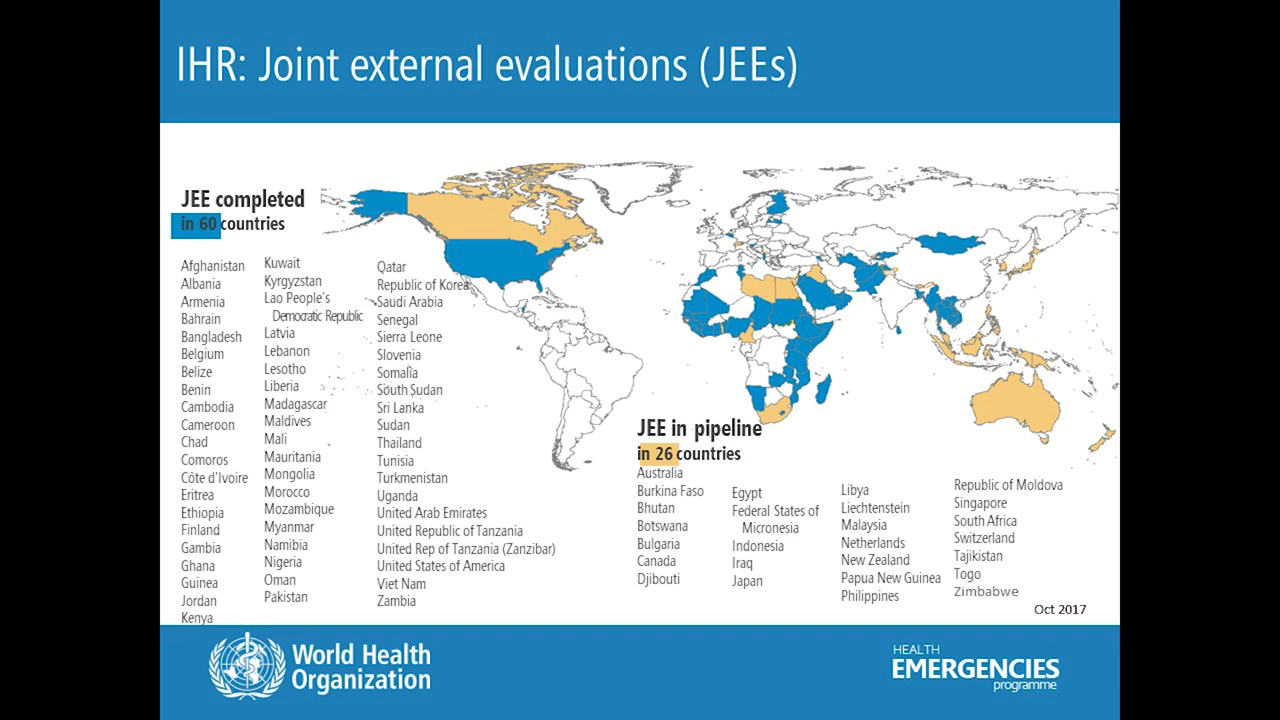 IHR: Joint external evaluations (JEEs)
JEE completed
in 60 countries
Afghanistan
Albania
Armenia
Bahrain
Bangladesh
Belgium
Belize
Benin
Cambodia
Cameroon
Chad
Comoros
Côte d'Ivoire
Eritrea
Ethiopia
Finland
Gambia
Ghana
Guinea
Jordan
Kenya
Kuwait
Kyrgyzstan
Lao People's
Democratic Republic
Latvia
Lebanon
Lesotho
Liberia
Madagascar
Maldives
Mali
Mauritania
Mongolia
Morocco
Mozambique
Myanmar
Namibia
Nigeria
Oman
Pakistan
Qatar
Republic of Korea
Saudi Arabia
Senegal
Sierra Leone
Slovenia
Somalia
South Sudan
Sri Lanka
Sudan
Thailand
Tunisia
Turkmenistan
Uganda
United Arab Emirates
United Republic of Tanzania
United Rep of Tanzania (Zanzibar)
United States of America
Viet Nam
Zambia
JEE in pipeline
in 26 countries
Australia
Burkina Faso
Bhutan
Botswana
Bulgaria
Canada
Djibouti
Egypt
Federal States of
Micronesia
Indonesia
Iraq
Japan
Libya
Liechtenstein
Malaysia
Netherlands
New Zealand
Papua New Guinea
Philippines
Republic of Moldova
Singapore
South Africa
Switzerland
Tajikistan
Togo
Zimbabwe
Oct 2017
World Health
Organization
HEALTH
EMERGENCIES
programme